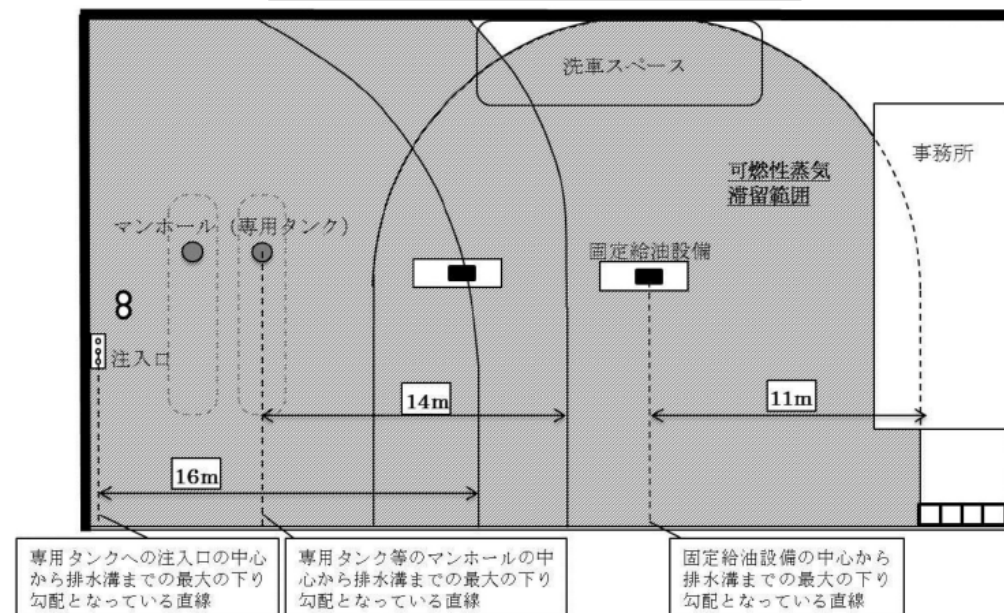 洗車スペース
事務所
可燃性蒸気
滞留範囲
マンホール (専用タンク)
固定給油設備
8
注入口
14m
11m
16m
専用タンクへの注入口の中心
から排水溝までの最大の下り
勾配となっている直線
専用タンク等のマンホールの中
心から排水溝までの最大の下り
勾配となっている直線
固定給油設備の中心から
排水溝までの最大の下り
勾配となっている直線